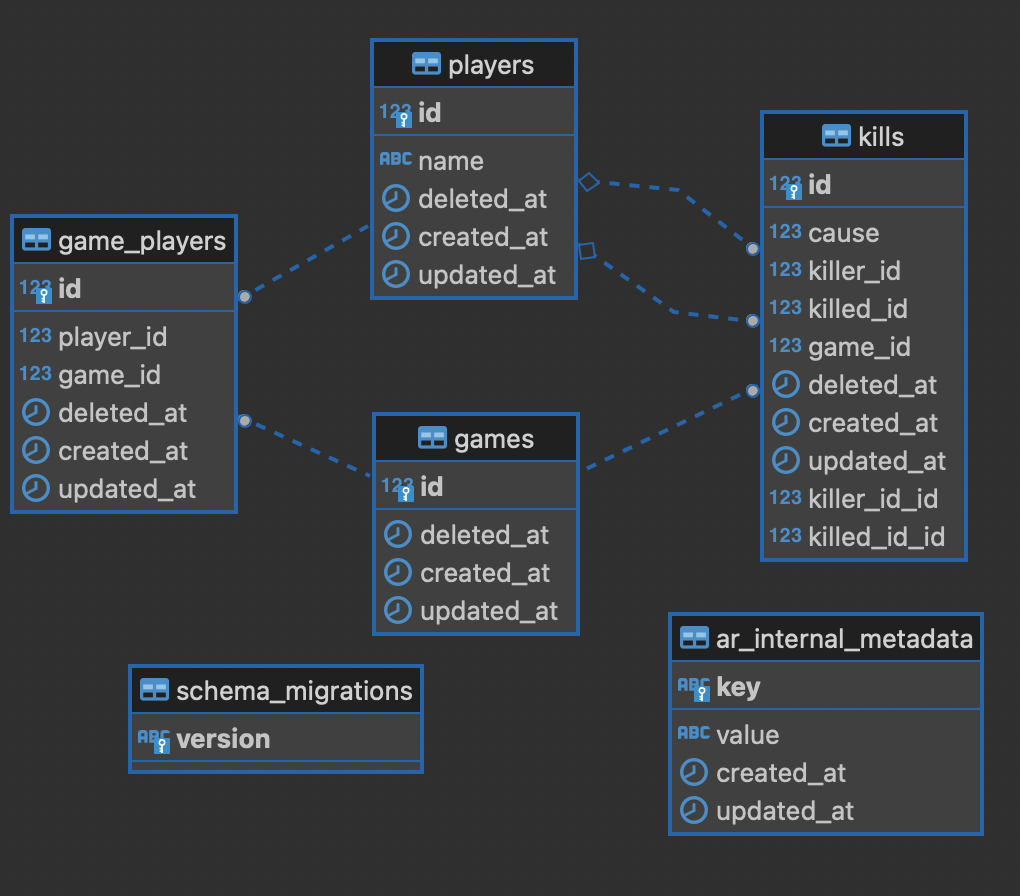 players
123 id
ABC name
deleted_at
created_at
updated_at
kills
123 id
123 cause
123 killer_id
123 killed_id
123 game_id
deleted_at
created_at
updated_at
123 killer_id_id
123 killed_id_id
game_players
123 id
123 player_id
123 game_id
deleted_at
created_at
updated_at
games
123 id
deleted_at
created_at
updated_at
schema_migrations
ABC version
ar_internal_metadata
ABC key
ABC value
created_at
updated_at